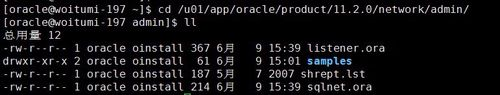 [oracle@woitumi-197 ~]$ cd /u01/app/oracle/product/11.2.0/network/admin/
[oracle@woitumi-197 admin]$ ll
总用量 12
-rw-r--r-- 1 oracle oinstall 367 6月 9 15:39 listener.ora
drwxr-xr-x 2 oracle oinstall 61 6月 9 15:01 samples
-rw-r--r-- 1 oracle oinstall 187 5月 7 2007 shrept.lst
-rw-r--r-- 1 oracle oinstall 214 6月 9 15:39 sqlnet.ora